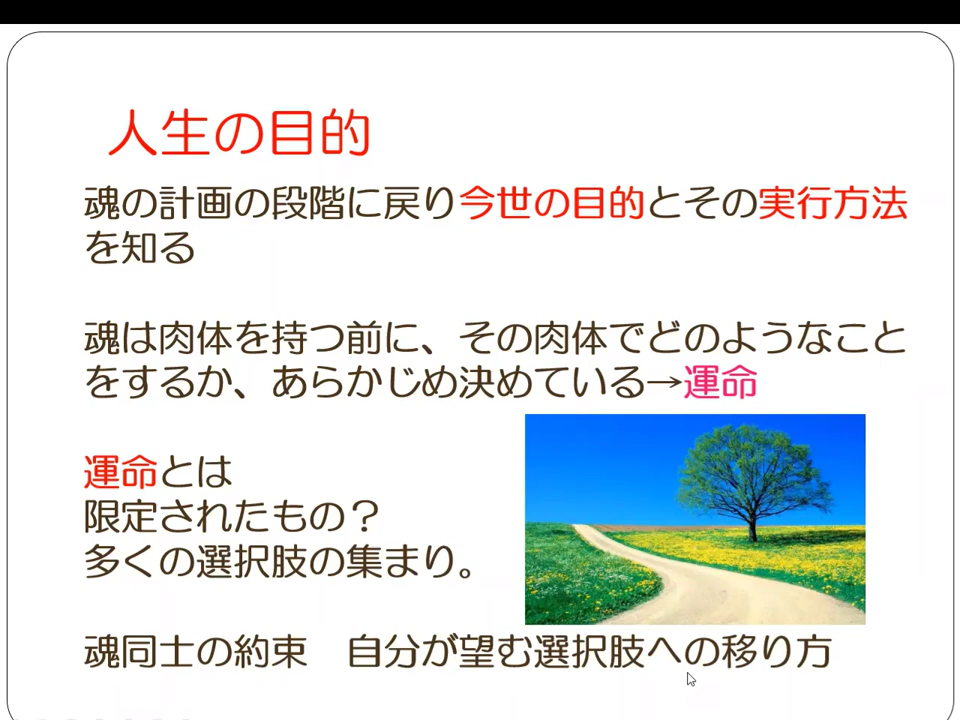 人生の目的
魂の計画の段階に戻り今世の目的とその実行方法
を知る
魂は肉体を持つ前に、その肉体でどのようなこと
をするか、あらかじめ決めている→運命
運命とは
限定されたもの？
多くの選択肢の集まり。
魂同士の約束　自分が望む選択肢への移り方